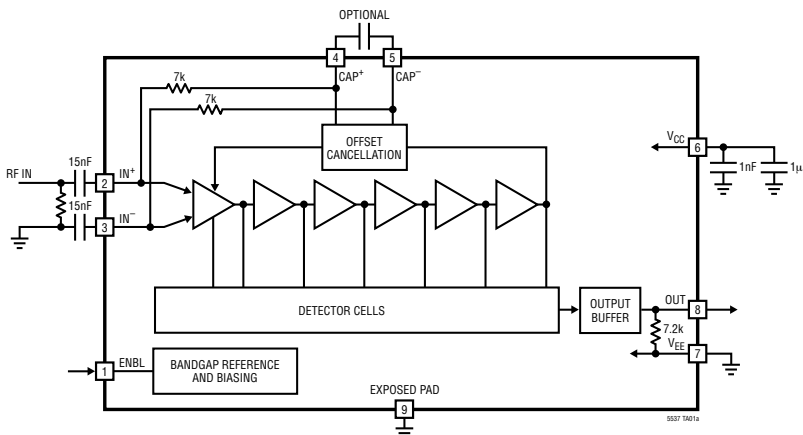 OPTIONAL
4
5
CAP+
CAP−
7k
7k
OFFSET
CANCELLATION
VCC
6
1nF
1µ
RF IN
15nF
2
IN+
15nF
3
IN−
DETECTOR CELLS
OUTPUT
BUFFER
OUT
8
7.2k
VEE
7
1
ENBL
BANDGAP REFERENCE
AND BIASING
EXPOSED PAD
9
5537 TA01a